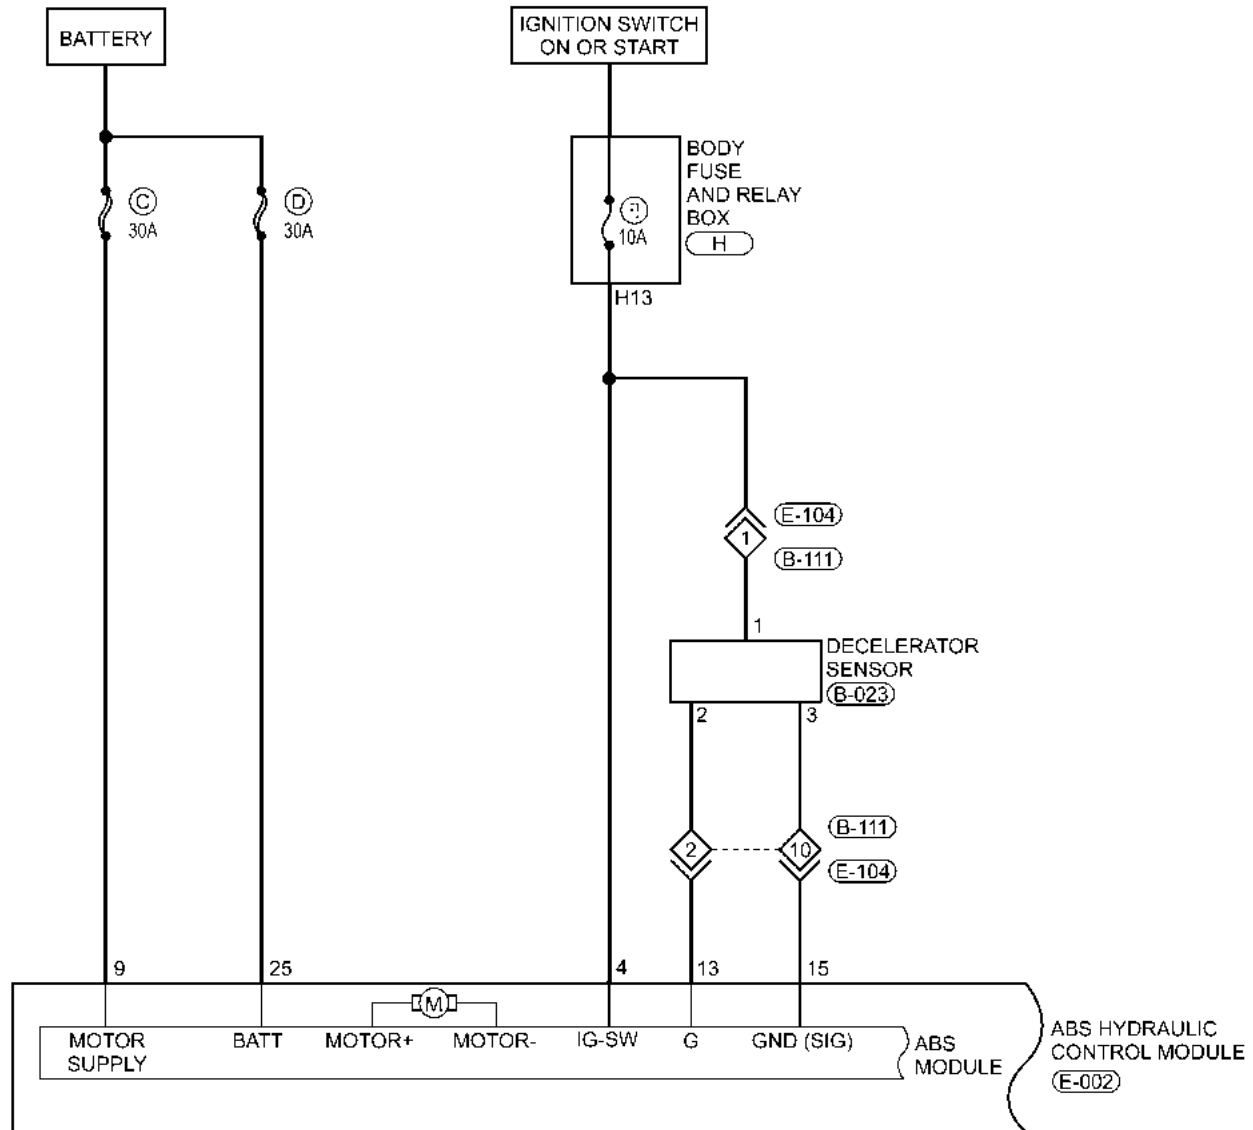 BATTERY
IGNITION SWITCH
ON OR START
C
30A
D
30A
10A
BODY
FUSE
AND RELAY
BOX
H
H13
E-104
1
B-111
1
DECELERATOR
SENSOR
B-023
2
3
B-111
2
10
E-104
9
25
4
13
15
M
MOTOR
SUPPLY
BATT
MOTOR+
MOTOR-
IG-SW
G
GND (SIG)
ABS
MODULE
ABS HYDRAULIC
CONTROL MODULE
E-002